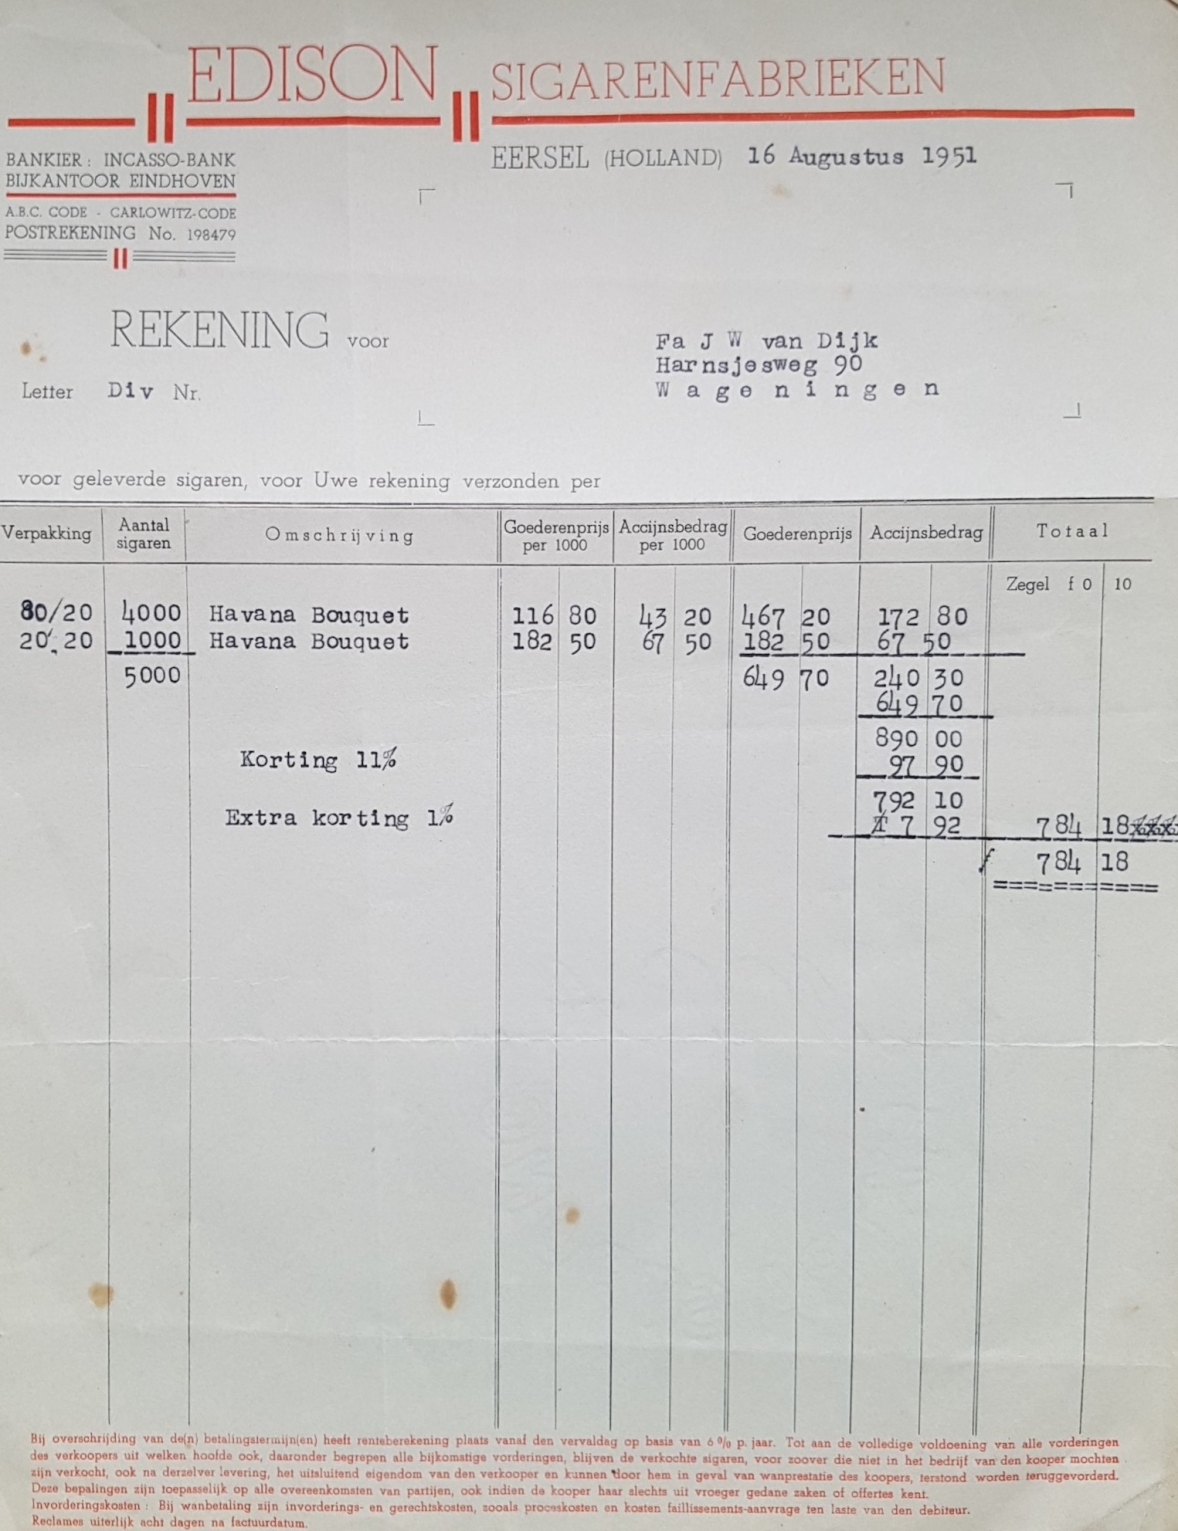 EDISON SIGARENFABRIEKEN
BANKIER : INCASSO-BANK
BIJKANTOOR EINDHOVEN
A.B.C. CODE - CARLOWITZ-CODE
POSTREKENING No. 198479
EERSEL (HOLLAND) 16 Augustus 1951
REKENING voor
Fa J W van Dijk
Harnsjesweg 90
W a g e n i n g e n
Letter Div Nr.
voor geleverde sigaren, voor Uwe rekening verzonden per
Verpakking | Aantal sigaren | Omschrijving | Goederenprijs per 1000 | Accijnsbedrag per 1000 | Goederenprijs | Accijnsbedrag | Totaal
Zegel f 0 10
80/20 4000 Havana Bouquet 116 80 43 20 467 20 172 80
20/20 1000 Havana Bouquet 182 50 67 50 182 50 67 50
5000 649 70 240 30
649 70
890 00
Korting 11% 97 90
792 10
Extra korting 1% 7 92 784 18
f 784 18
===========
Bij overschrijding van de(n) betalingstermijn(en) heeft renteberekening plaats vanaf den vervaldag op basis van 6 % p. jaar. Tot aan de volledige voldoening van alle vorderingen
des verkoopers uit welken hoofde ook, daaronder begrepen alle bijkomstige vorderingen, blijven de verkochte sigaren, voor zoover die niet in het bedrijf van den kooper mochten
zijn verkocht, ook na derzelver levering, het uitsluitend eigendom van den verkooper en kunnen door hem in geval van wanprestatie des koopers, terstond worden teruggevorderd.
Deze bepalingen zijn toepasselijk op alle overeenkomsten van partijen, ook indien de kooper haar slechts uit vroeger gedane zaken of offertes kent.
Invorderingskosten : Bij wanbetaling zijn invorderings- en gerechtskosten, zooals proceskosten en kosten faillissements-aanvrage ten laste van den debiteur.
Reclames uiterlijk acht dagen na factuurdatum.